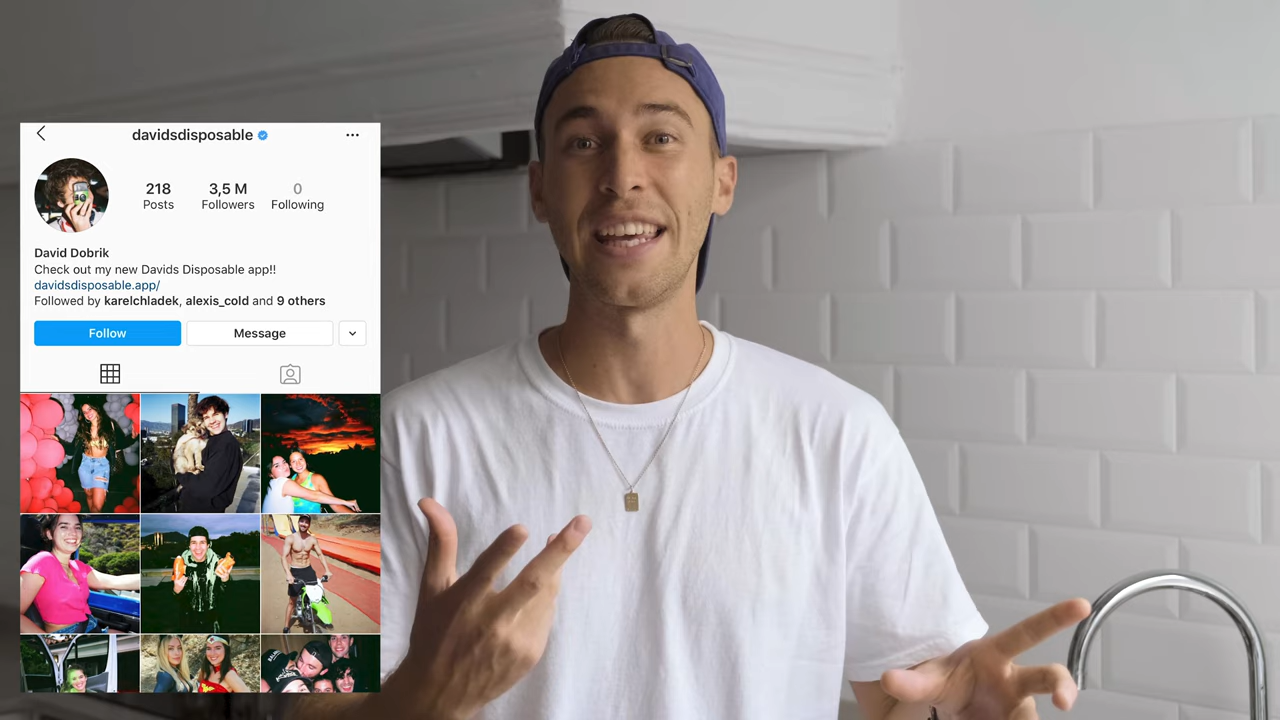 davidsdisposable
218
3,5 M
0
Posts
Followers
Following
David Dobrik
Check out my new Davids Disposable app!!
davidsdisposable.app/
Followed by karelchladek, alexis_cold and 9 others
Follow
Message